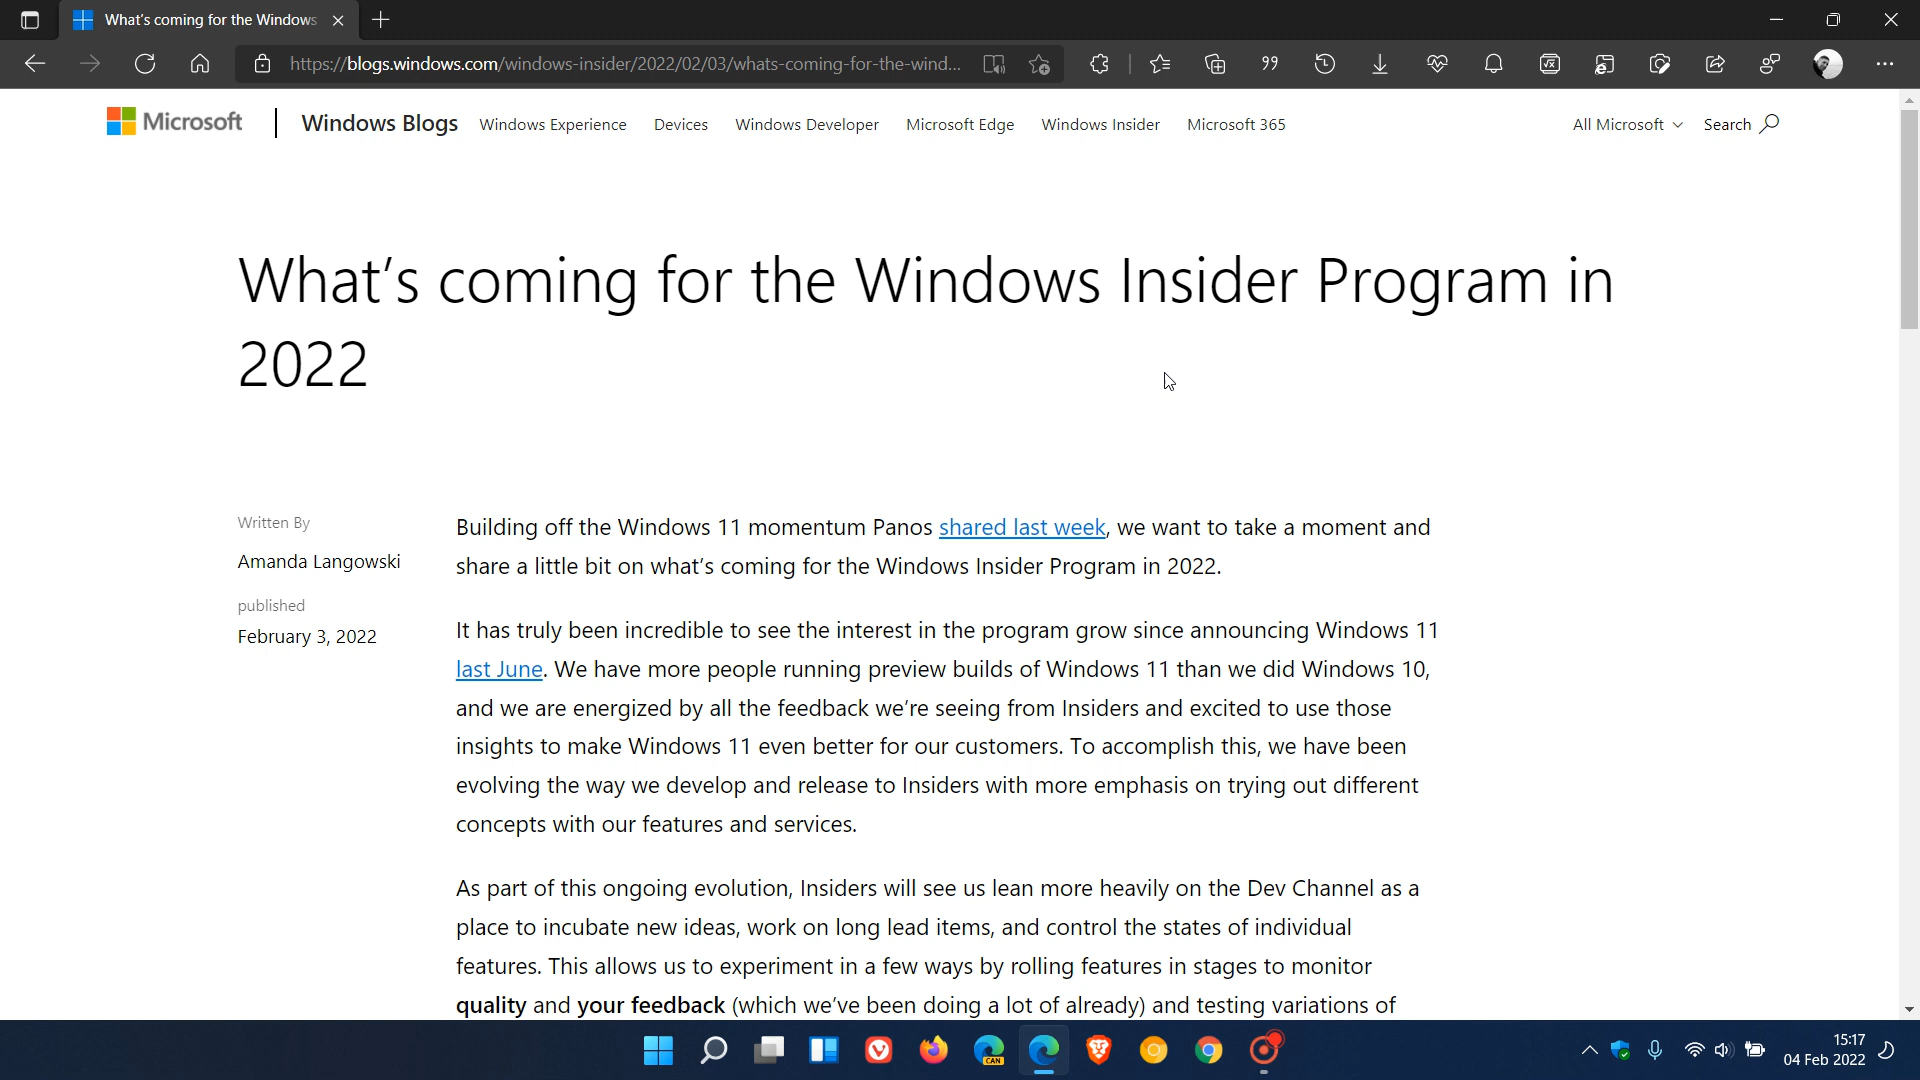 What's coming for the Windows
https://blogs.windows.com/windows-insider/2022/02/03/whats-coming-for-the-wind...
Microsoft
Windows Blogs
Windows Experience
Devices
Windows Developer
Microsoft Edge
Windows Insider
Microsoft 365
All Microsoft
Search
What's coming for the Windows Insider Program in
2022
Written By
Amanda Langowski
published
February 3, 2022
Building off the Windows 11 momentum Panos shared last week, we want to take a moment and
share a little bit on what's coming for the Windows Insider Program in 2022.
It has truly been incredible to see the interest in the program grow since announcing Windows 11
last June. We have more people running preview builds of Windows 11 than we did Windows 10,
and we are energized by all the feedback we're seeing from Insiders and excited to use those
insights to make Windows 11 even better for our customers. To accomplish this, we have been
evolving the way we develop and release to Insiders with more emphasis on trying out different
concepts with our features and services.
As part of this ongoing evolution, Insiders will see us lean more heavily on the Dev Channel as a
place to incubate new ideas, work on long lead items, and control the states of individual
features. This allows us to experiment in a few ways by rolling features in stages to monitor
quality and your feedback (which we've been doing a lot of already) and testing variations of
CAN
15:17
04 Feb 2022